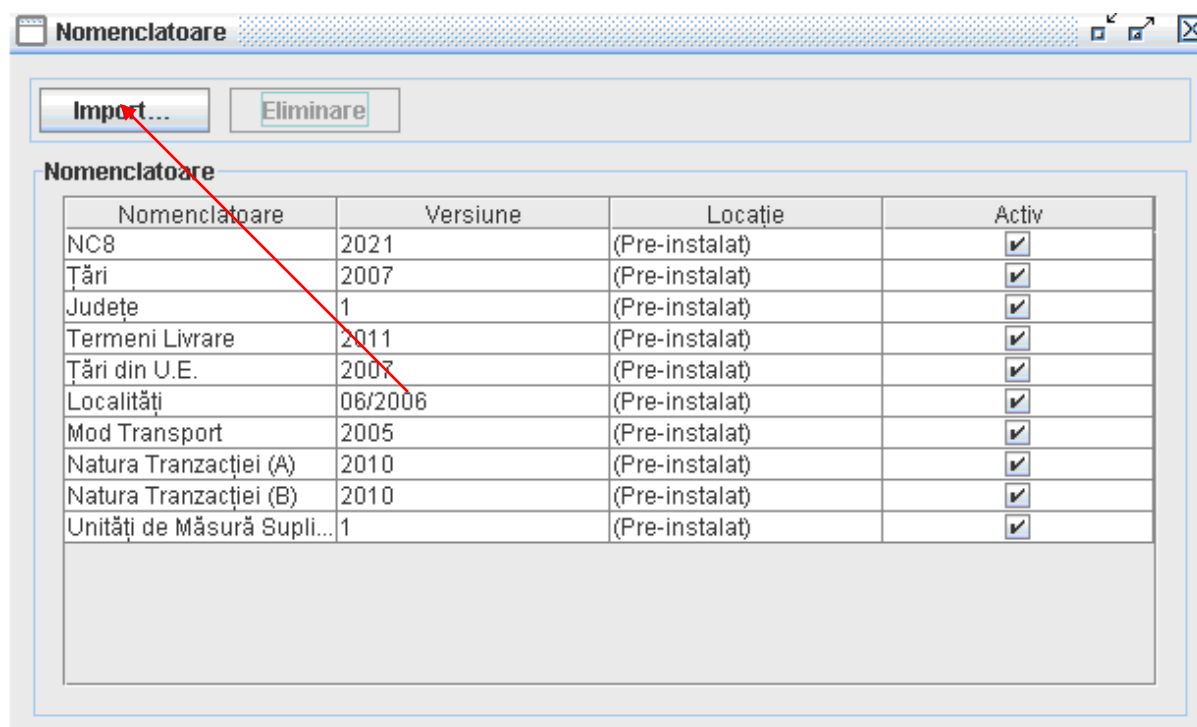 Nomenclatoare
Import... Eliminare
Nomenclatoare
Nomenclatoare Versiune Locație Activ
NC8 2021 (Pre-instalat)
Țări 2007 (Pre-instalat)
Județe 1 (Pre-instalat)
Termeni Livrare 2011 (Pre-instalat)
Țări din U.E. 2007 (Pre-instalat)
Localități 06/2006 (Pre-instalat)
Mod Transport 2005 (Pre-instalat)
Natura Tranzacției (A) 2010 (Pre-instalat)
Natura Tranzacției (B) 2010 (Pre-instalat)
Unități de Măsură Supli... 1 (Pre-instalat)